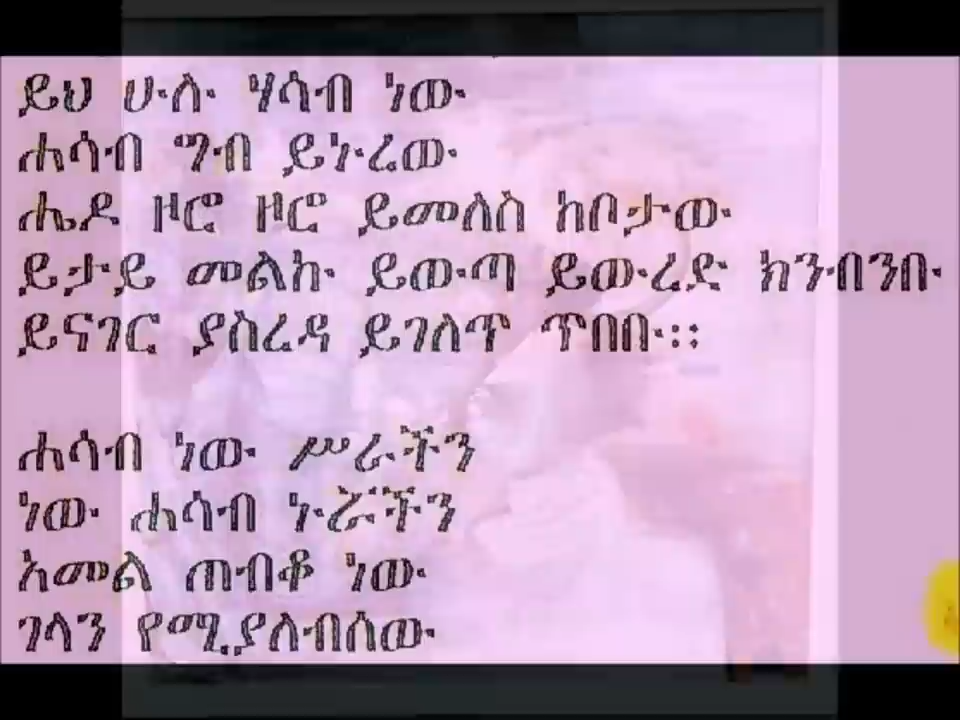 ይህ ሁሉ ሃሳብ ነው
ሐሳብ ግብ ይኑረው
ሔዶ ዞሮ ዞሮ ይመለስ ከቦታው
ይታይ መልኩ ይውጣ ይውረድ ክንብንቡ
ይናገር ያስረዳ ይገለጥ ጥበቡ።
ሐሳብ ነው ሥራችን
ነው ሐሳብ ኑሯችን
አመል ጠብቆ ነው
ገላን የሚያለብሰው